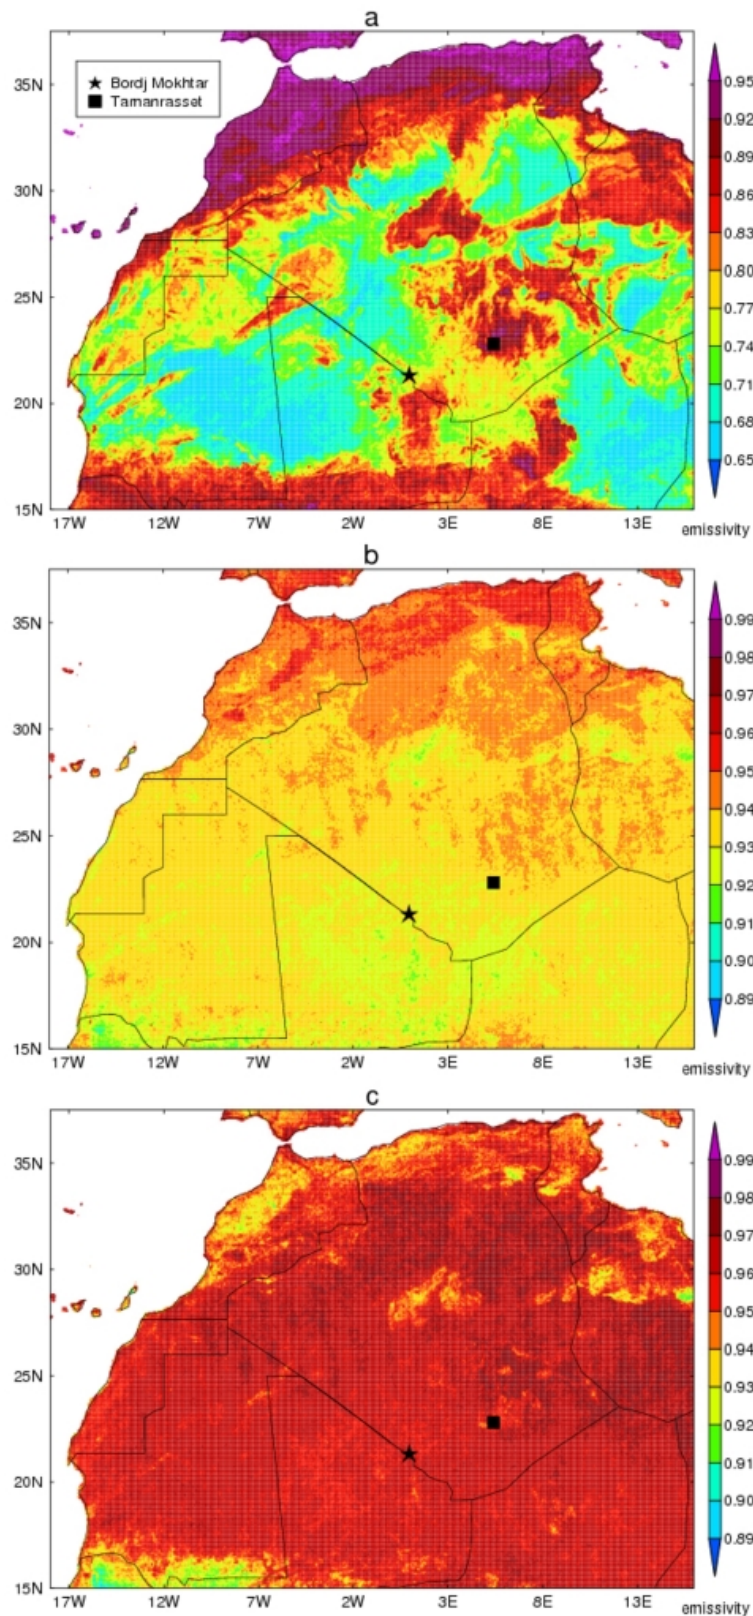 a
35N
30N
25N
20N
15N
17W 12W 7W 2W 3E 8E 13E
Bordj Mokhtar
Tamanrasset
0.95
0.92
0.89
0.86
0.83
0.80
0.77
0.74
0.71
0.68
0.65
emissivity
b
35N
30N
25N
20N
15N
17W 12W 7W 2W 3E 8E 13E
0.99
0.98
0.97
0.96
0.95
0.94
0.93
0.92
0.91
0.90
0.89
emissivity
c
35N
30N
25N
20N
15N
17W 12W 7W 2W 3E 8E 13E
0.99
0.98
0.97
0.96
0.95
0.94
0.93
0.92
0.91
0.90
0.89
emissivity